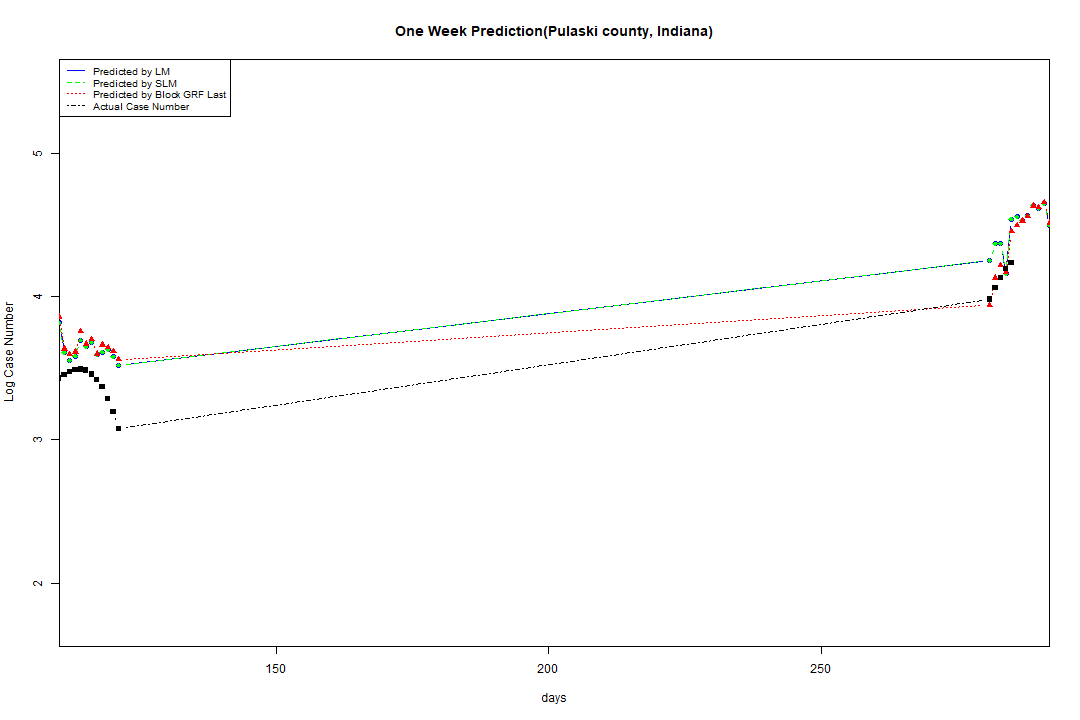 One Week Prediction(Pulaski county, Indiana)
Predicted by LM
Predicted by SLM
Predicted by Block GRF Last
Actual Case Number
5
4
3
2
Log Case Number
150 200 250
days